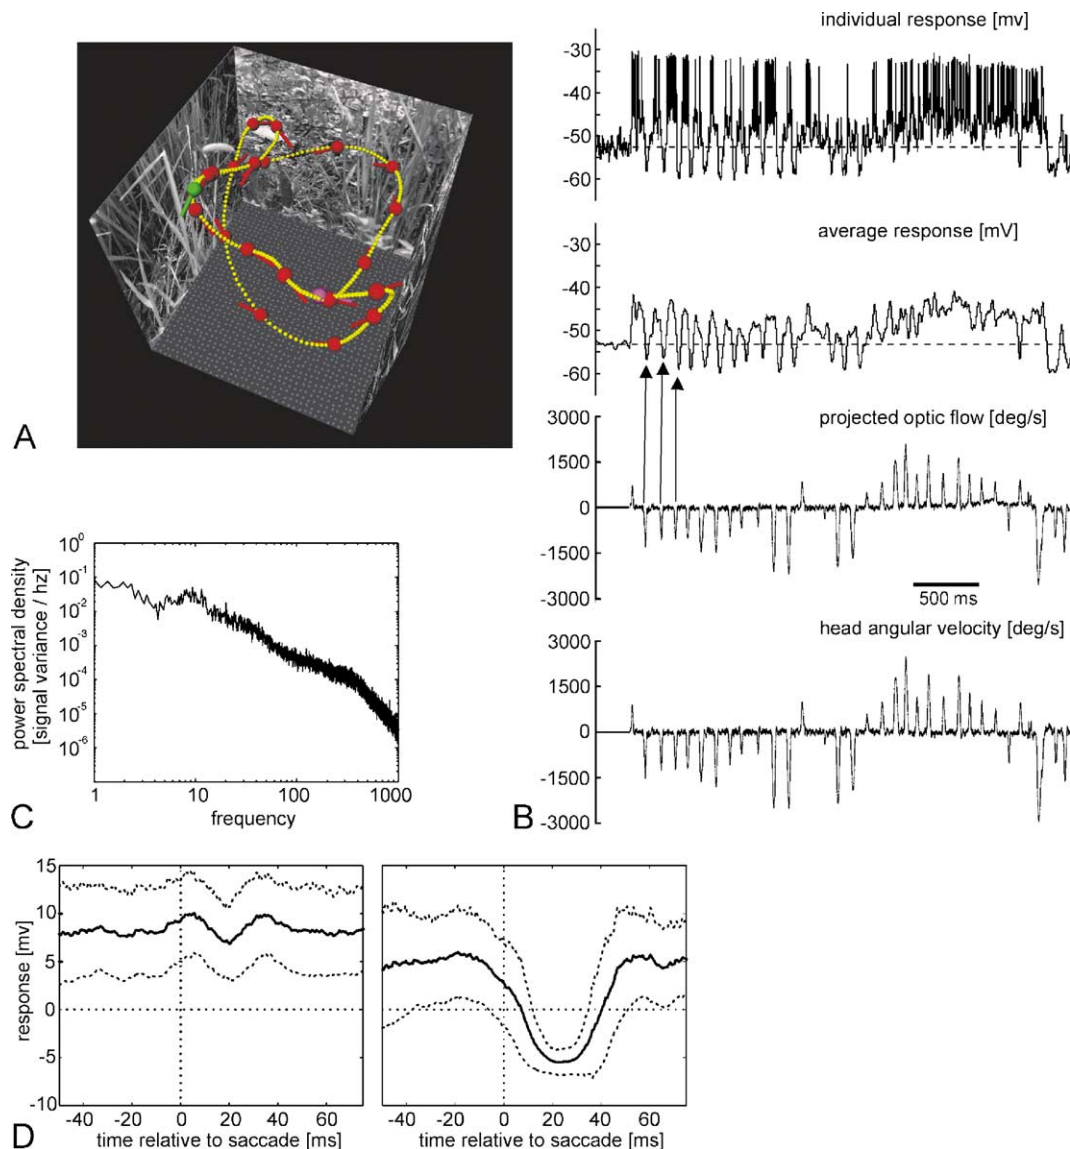 A
B
individual response [mv]
-30
-40
-50
-60
average response [mV]
-30
-40
-50
-60
projected optic flow [deg/s]
3000
1500
0
-1500
-3000
500 ms
head angular velocity [deg/s]
3000
1500
0
-1500
-3000
C
power spectral density
[signal variance / hz]
10^0
10^-1
10^-2
10^-3
10^-4
10^-5
10^-6
1 10 100 1000
frequency
D
response [mv]
15
10
5
0
-5
-10
-40 -20 0 20 40 60
time relative to saccade [ms]
-40 -20 0 20 40 60
time relative to saccade [ms]